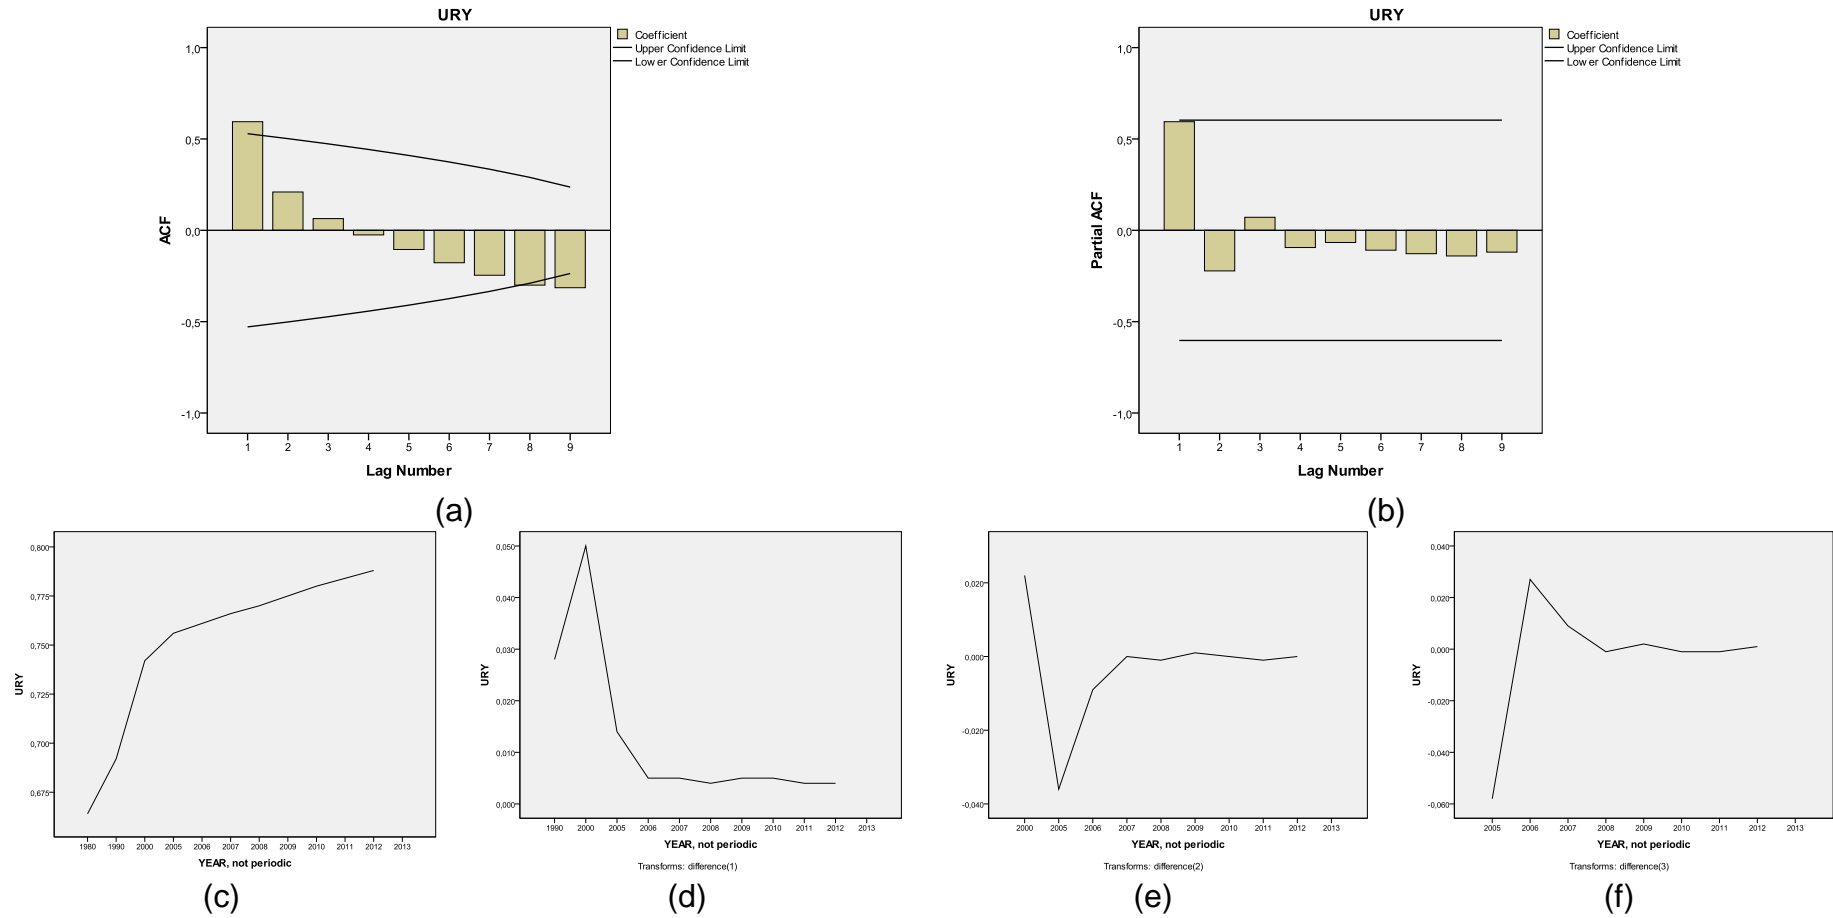 URY
Coefficient
Upper Confidence Limit
Lower Confidence Limit
1,0
0,5
0,0
-0,5
-1,0
ACF
1 2 3 4 5 6 7 8 9
Lag Number
(a)
URY
Coefficient
Upper Confidence Limit
Lower Confidence Limit
1,0
0,5
0,0
-0,5
-1,0
Partial ACF
1 2 3 4 5 6 7 8 9
Lag Number
(b)
0,800
0,775
0,750
0,725
0,700
0,675
URY
1980 1990 2000 2005 2006 2007 2008 2009 2010 2011 2012 2013
YEAR, not periodic
(c)
0,050
0,040
0,030
0,020
0,010
0,000
URY
1990 2000 2005 2006 2007 2008 2009 2010 2011 2012 2013
YEAR, not periodic
Transforms: difference(1)
(d)
0,020
0,000
-0,020
-0,040
URY
2000 2005 2006 2007 2008 2009 2010 2011 2012 2013
YEAR, not periodic
Transforms: difference(2)
(e)
0,040
0,020
0,000
-0,020
-0,040
-0,060
URY
2005 2006 2007 2008 2009 2010 2011 2012 2013
YEAR, not periodic
Transforms: difference(3)
(f)